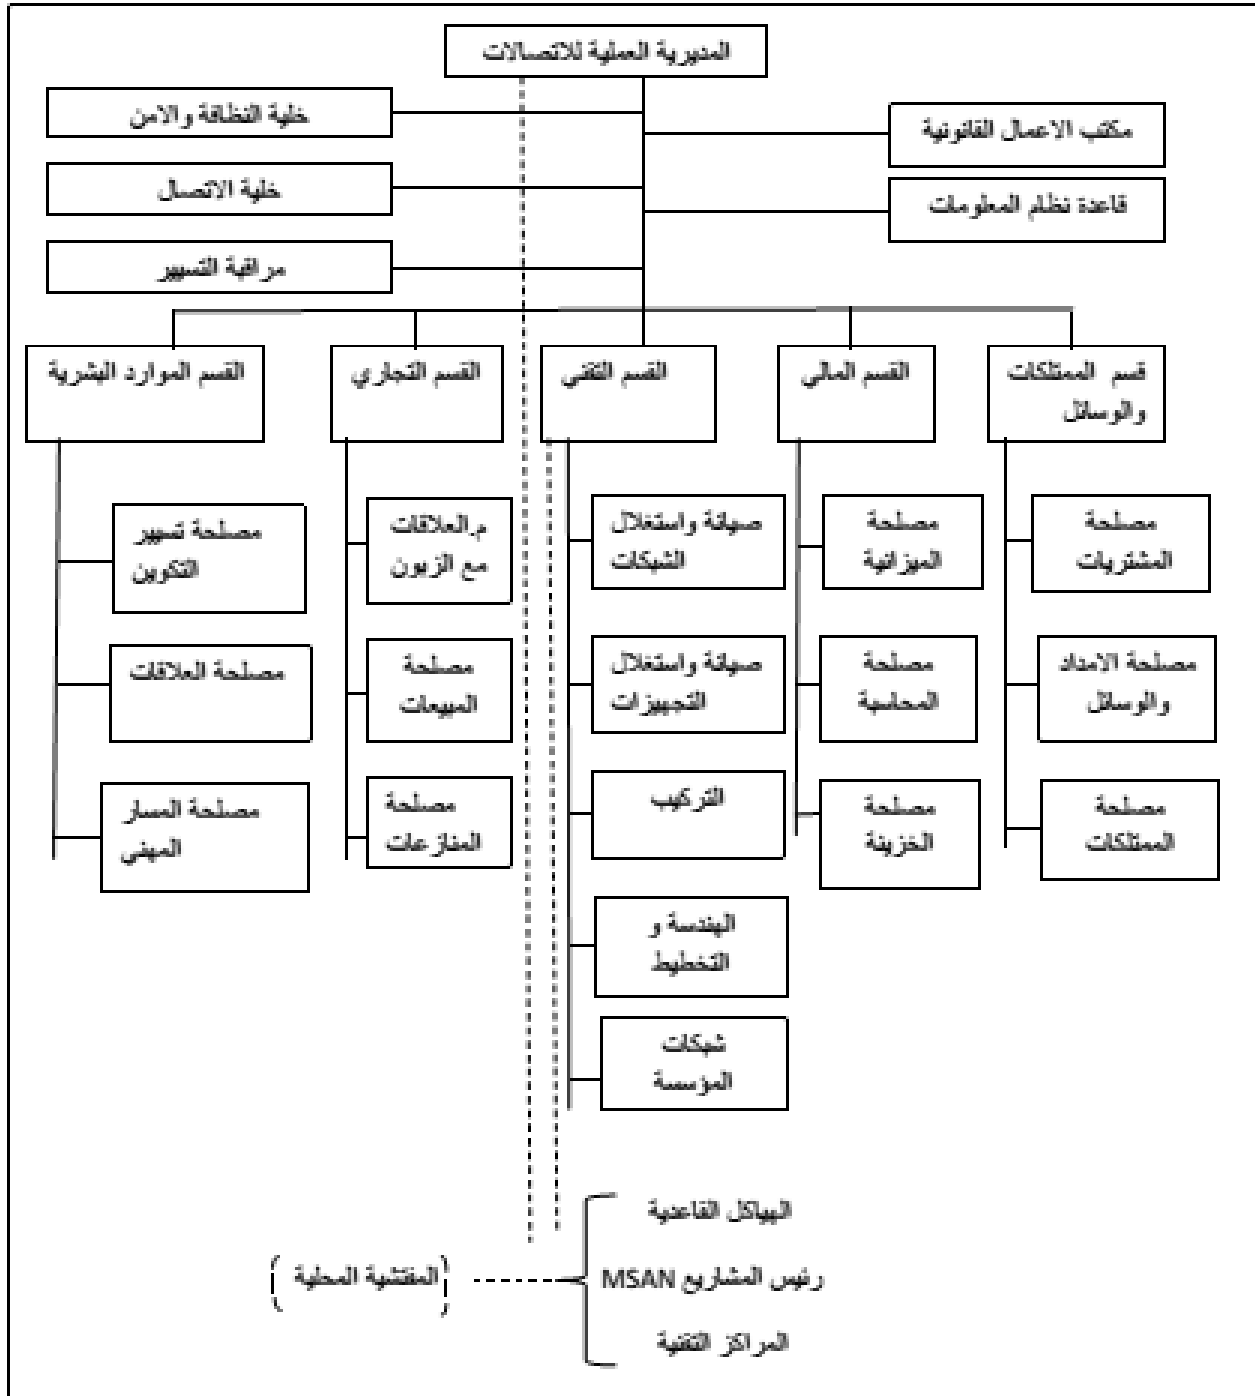 المديرية العملية للاتصالات
خلية النظافة والامن
مكتب الاعمال القانونية
خلية الاتصال
قاعدة نظام المعلومات
مراقبة التسيير
قسم الممتلكات
والوسائل
القسم المالي
القسم التقني
القسم التجاري
القسم الموارد البشرية
مصلحة
المشتريات
مصلحة
الميزانية
صيانة واستغلال
الشبكات
م.العلاقات
مع الزبون
مصلحة تسيير
التكوين
مصلحة الامداد
والوسائل
مصلحة
المحاسبة
صيانة واستغلال
التجهيزات
مصلحة
المبيعات
مصلحة العلاقات
مصلحة
الممتلكات
مصلحة
الخزينة
التركيب
مصلحة
المنازعات
مصلحة المسار
المهني
الهندسة و
التخطيط
شبكات
المؤسسة
الهياكل القاعدية
رئيس المشاريع MSAN
المراكز التقنية
(المفتشية المحلية)